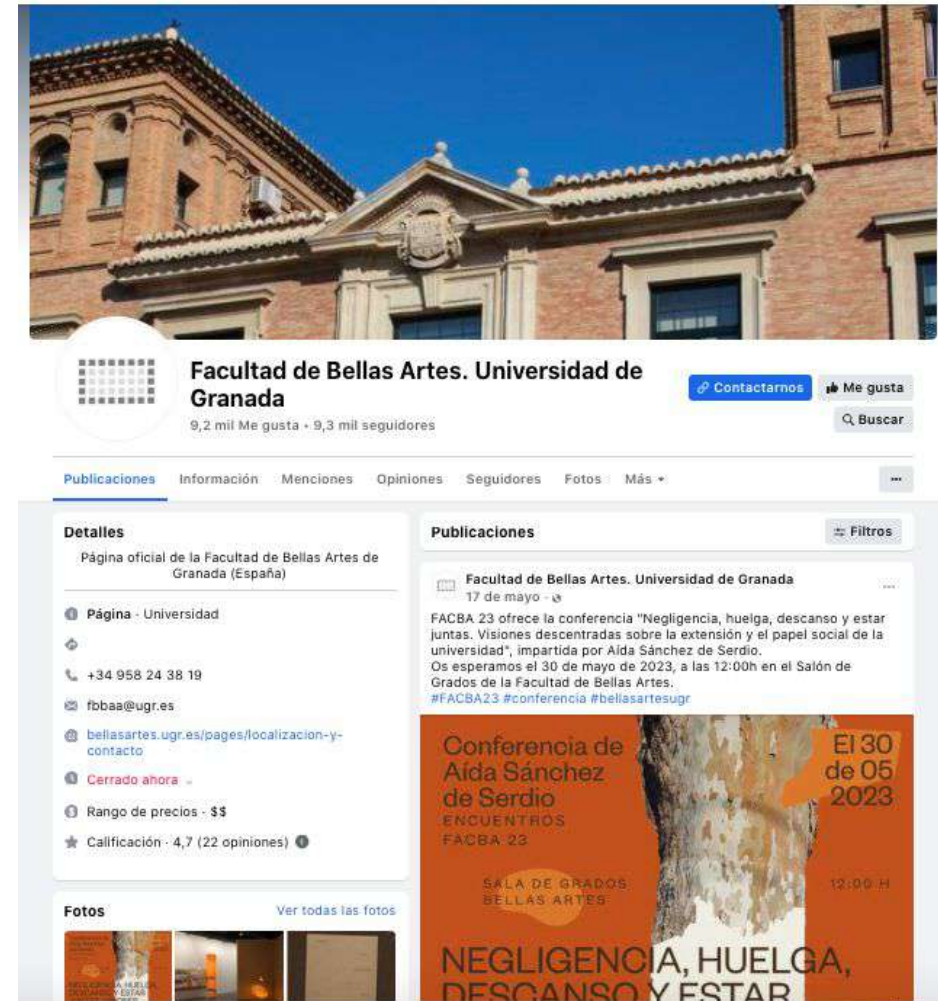 Facultad de Bellas Artes. Universidad de
Granada
9,2 mil Me gusta • 9,3 mil seguidores
Contactarnos
Me gusta
Buscar
Publicaciones
Información
Menciones
Opiniones
Seguidores
Fotos
Más
Detalles
Página oficial de la Facultad de Bellas Artes de
Granada (España)
Página · Universidad
+34 958 24 38 19
fbbaa@ugr.es
bellasartes.ugr.es/pages/localizacion-y-
contacto
Cerrado ahora
Rango de precios · $$
Calificación · 4,7 (22 opiniones)
Fotos
Ver todas las fotos
Publicaciones
Filtros
Facultad de Bellas Artes. Universidad de Granada
17 de mayo ·
FACBA 23 ofrece la conferencia "Negligencia, huelga, descanso y estar
juntas. Visiones descentradas sobre la extensión y el papel social de la
universidad", impartida por Aída Sánchez de Serdio.
Os esperamos el 30 de mayo de 2023, a las 12:00h en el Salón de
Grados de la Facultad de Bellas Artes.
#FACBA23 #conferencia #bellasartesugr
Conferencia de
Aída Sánchez
de Serdio
ENCUENTROS
FACBA 23
El 30
de 05
2023
SALA DE GRADOS
BELLAS ARTES
12:00 H
NEGLIGENCIA, HUELGA,
DESCANSO Y ESTAR